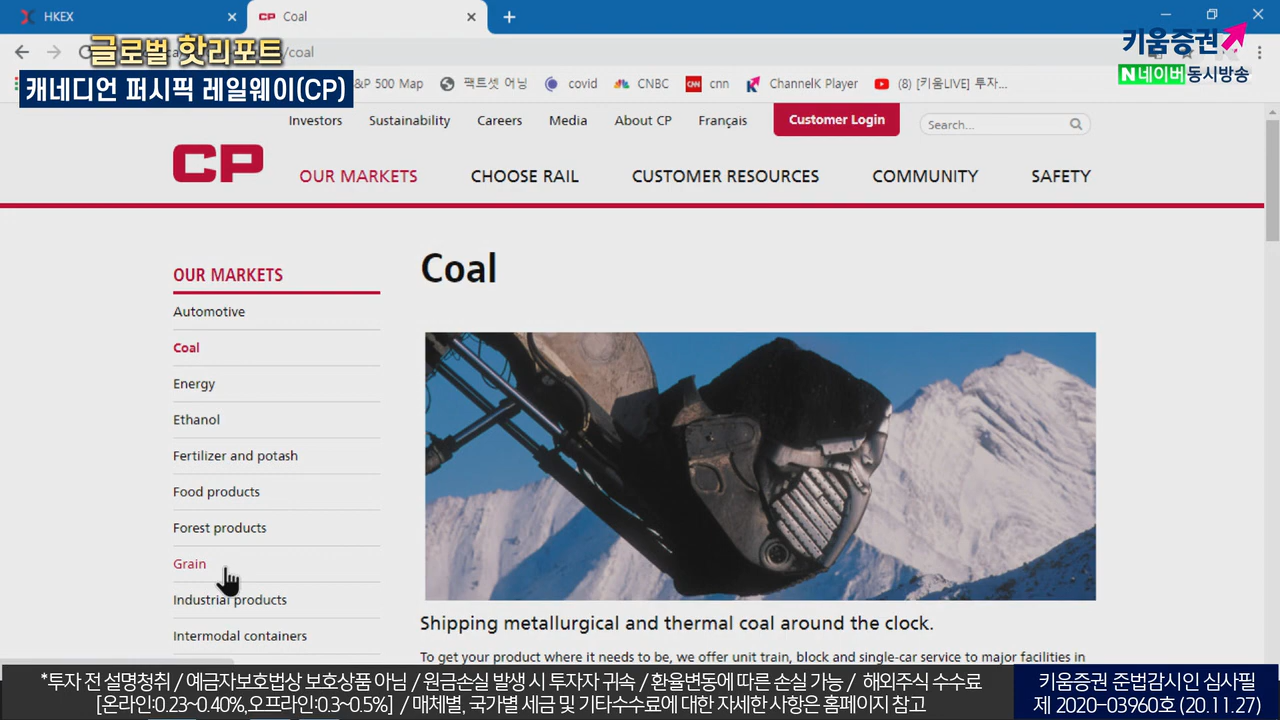 HKEX
Coal
글로벌 핫리포트
/coal
키움증권
캐네디언 퍼시픽 레일웨이(CP)
&P 500 Map
팩트셋 어닝
covid
CNBC
cnn
ChannelK Player
(8) [키움LIVE] 투자...
N네이버 동시방송
Investors
Sustainability
Careers
Media
About CP
Français
Customer Login
Search...
CP
OUR MARKETS
CHOOSE RAIL
CUSTOMER RESOURCES
COMMUNITY
SAFETY
OUR MARKETS
Automotive
Coal
Energy
Ethanol
Fertilizer and potash
Food products
Forest products
Grain
Industrial products
Intermodal containers
Coal
Shipping metallurgical and thermal coal around the clock.
To get your product where it needs to be, we offer unit train, block and single-car service to major facilities in
*투자 전 설명청취 / 예금자보호법상 보호상품 아님 / 원금손실 발생 시 투자자 귀속 / 환율변동에 따른 손실 가능 / 해외주식 수수료
[온라인:0.23~0.40%,오프라인:0.3~0.5%] / 매체별, 국가별 세금 및 기타수수료에 대한 자세한 사항은 홈페이지 참고
키움증권 준법감시인 심사필
제 2020-03960호 (20.11.27)